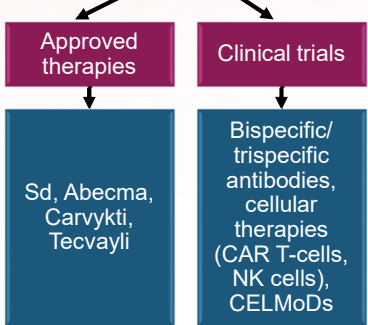 Approved
therapies
Clinical trials
Sd, Abecma,
Carvykti,
Tecvayli
Bispecific/
trispecific
antibodies,
cellular
therapies
(CAR T-cells,
NK cells),
CELMoDs